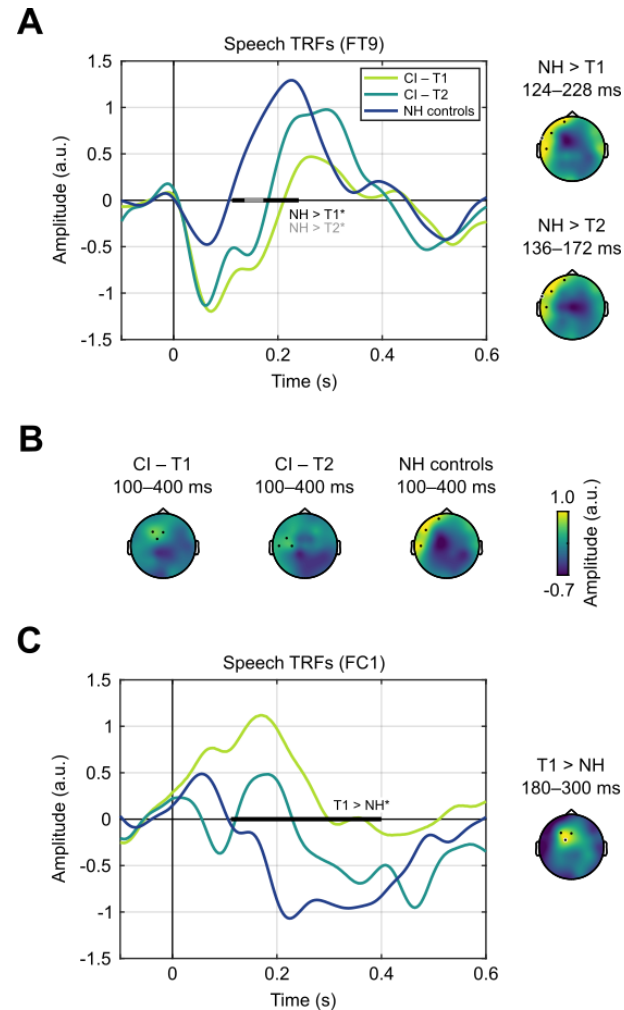 A
Speech TRFs (FT9)
1.5
1
0.5
0
-0.5
-1
-1.5
Amplitude (a.u.)
CI – T1
CI – T2
NH controls
NH > T1*
NH > T2*
0
0.2
0.4
0.6
Time (s)
NH > T1
124–228 ms
NH > T2
136–172 ms
B
CI – T1
100–400 ms
CI – T2
100–400 ms
NH controls
100–400 ms
1.0
-0.7
Amplitude (a.u.)
C
Speech TRFs (FC1)
1.5
1
0.5
0
-0.5
-1
-1.5
Amplitude (a.u.)
T1 > NH*
0
0.2
0.4
0.6
Time (s)
T1 > NH
180–300 ms